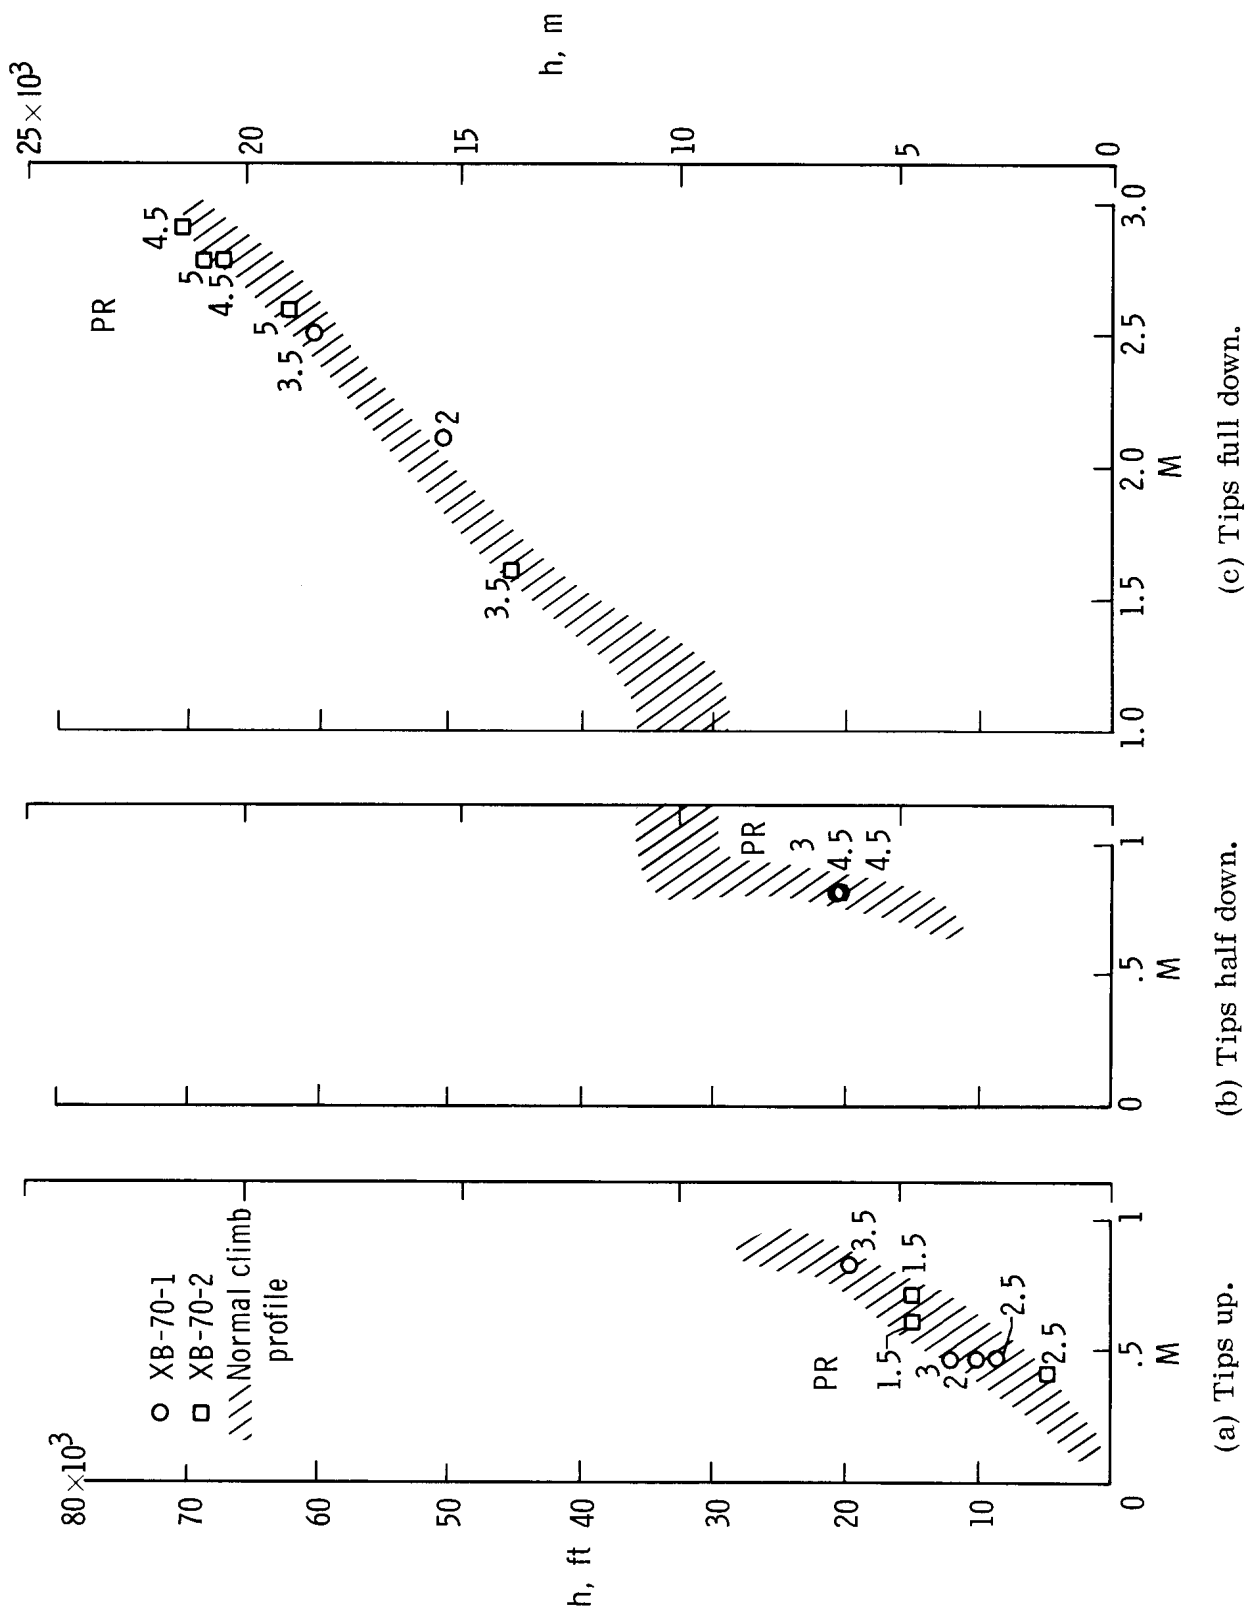 80×10³
70
60
50
h, ft 40
30
20
10
0
.5
1
M
○ XB-70-1
□ XB-70-2
Normal climb
profile
PR
3.5
1.5
1.5
3
2
2.5
2.5
(a) Tips up.
PR
3
4.5
4.5
0
.5
1
M
(b) Tips half down.
25×10³
20
15
h, m
10
5
0
PR
4.5
5
4.5
5
3.5
2
3.5
1.0
1.5
2.0
2.5
3.0
M
(c) Tips full down.